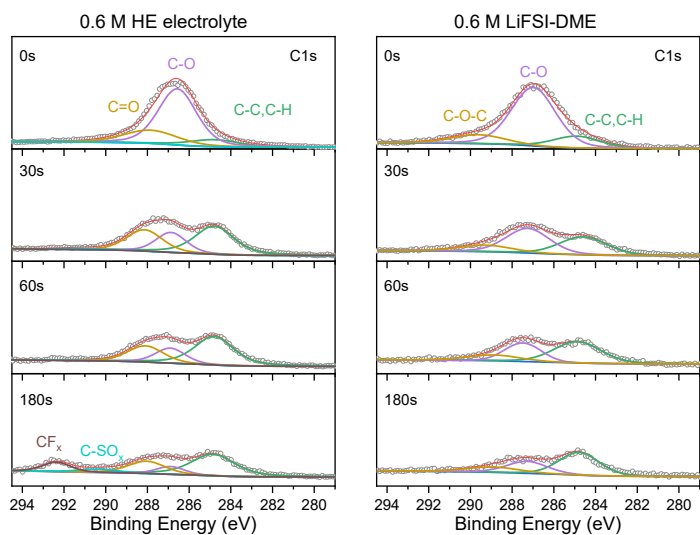 0.6 M HE electrolyte
0s
C1s
C-O
C=O
C-C,C-H
30s
60s
180s
CFx
C-SOx
294 292 290 288 286 284 282 280
Binding Energy (eV)
0.6 M LiFSI-DME
0s
C1s
C-O
C-O-C
C-C,C-H
30s
60s
180s
294 292 290 288 286 284 282 280
Binding Energy (eV)